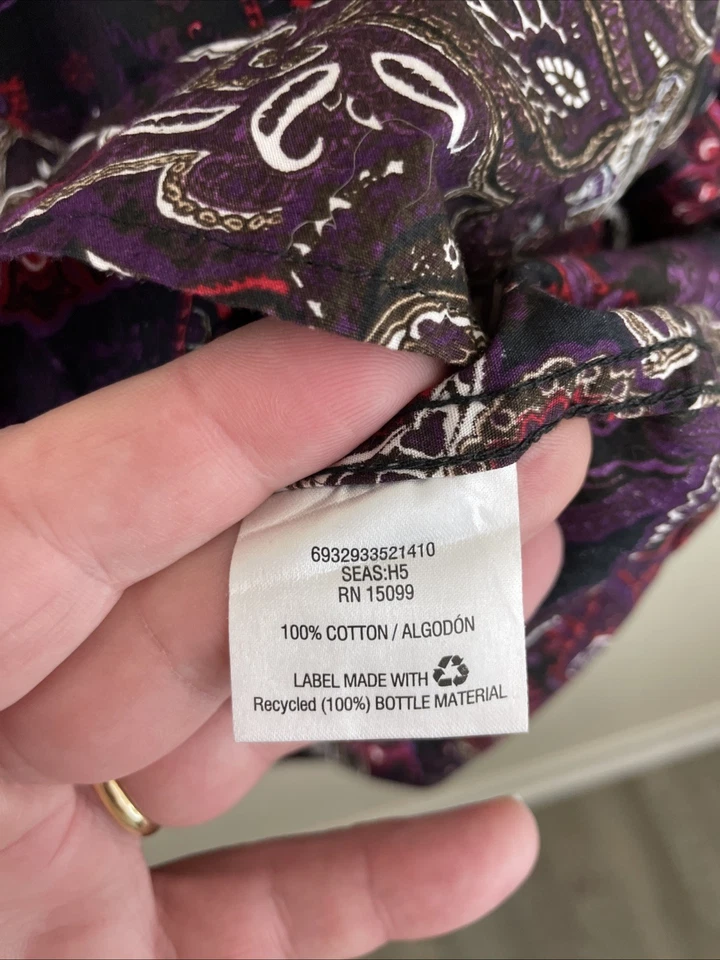 6932933521410
SEAS:H5
RN 15099
100% COTTON / ALGODÓN
LABEL MADE WITH
Recycled (100%) BOTTLE MATERIAL